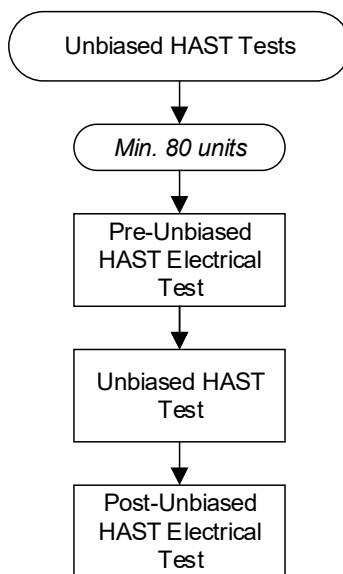 Unbiased HAST Tests
Min. 80 units
Pre-Unbiased
HAST Electrical
Test
Unbiased HAST
Test
Post-Unbiased
HAST Electrical
Test